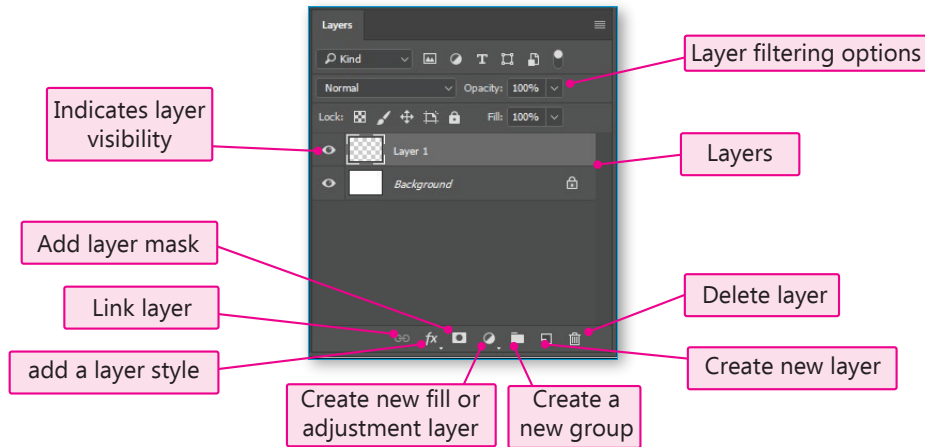 Layers
Kind
T
Normal
Opacity: 100%
Lock:
Fill: 100%
Layer 1
Background
fx
Layer filtering options
Indicates layer
visibility
Layers
Add layer mask
Link layer
add a layer style
Create new fill or
adjustment layer
Create a
new group
Delete layer
Create new layer